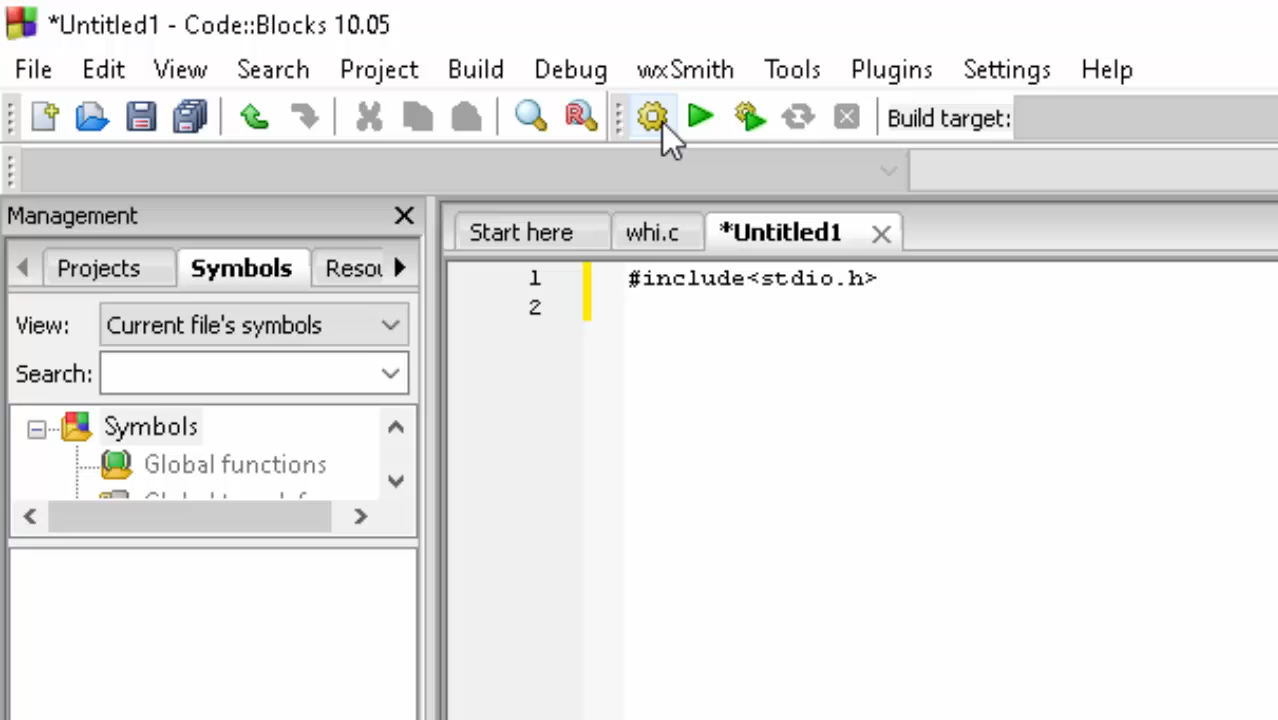 *Untitled1 - Code::Blocks 10.05
File Edit View Search Project Build Debug wxSmith Tools Plugins Settings Help
Build target:
Management
Projects Symbols Resou
View: Current file's symbols
Search:
Symbols
Global functions
Start here whi.c *Untitled1
1 #include<stdio.h>
2